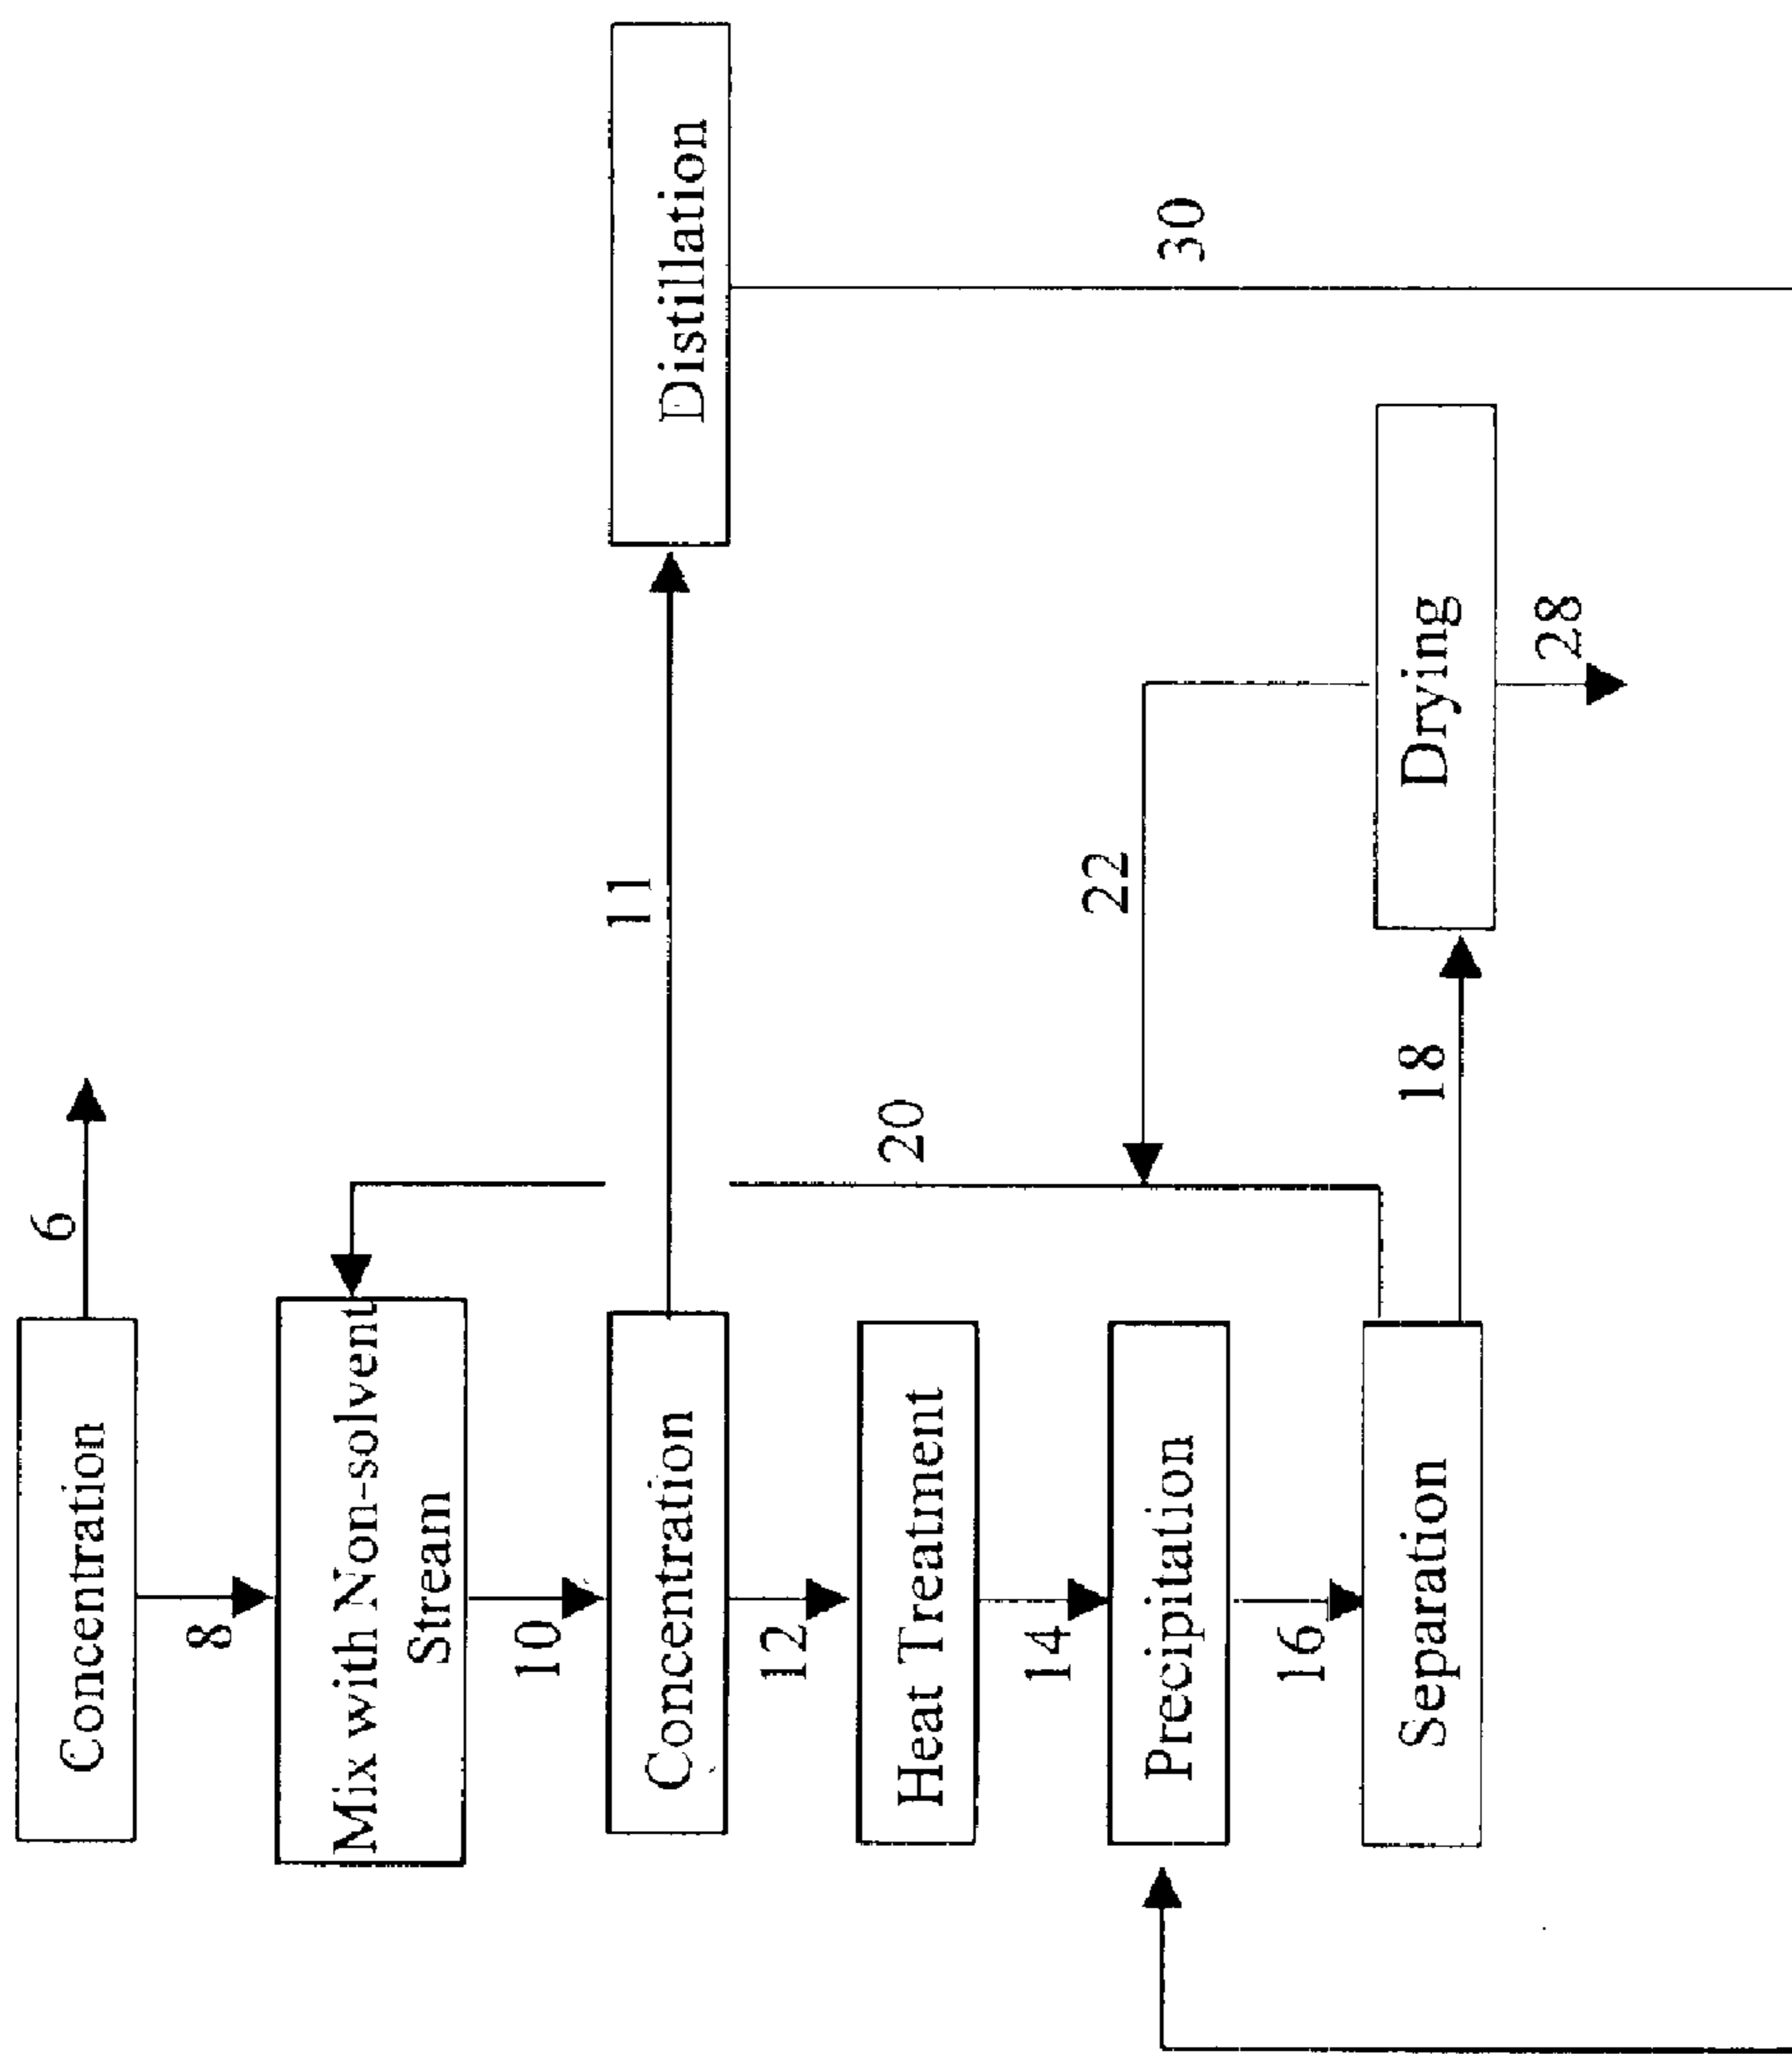 Concentration
6
8
Mix with Non-solvent
Stream
10
Concentration
11
Distillation
12
Heat Treatment
20
14
Precipitation
22
30
16
Separation
18
Drying
28